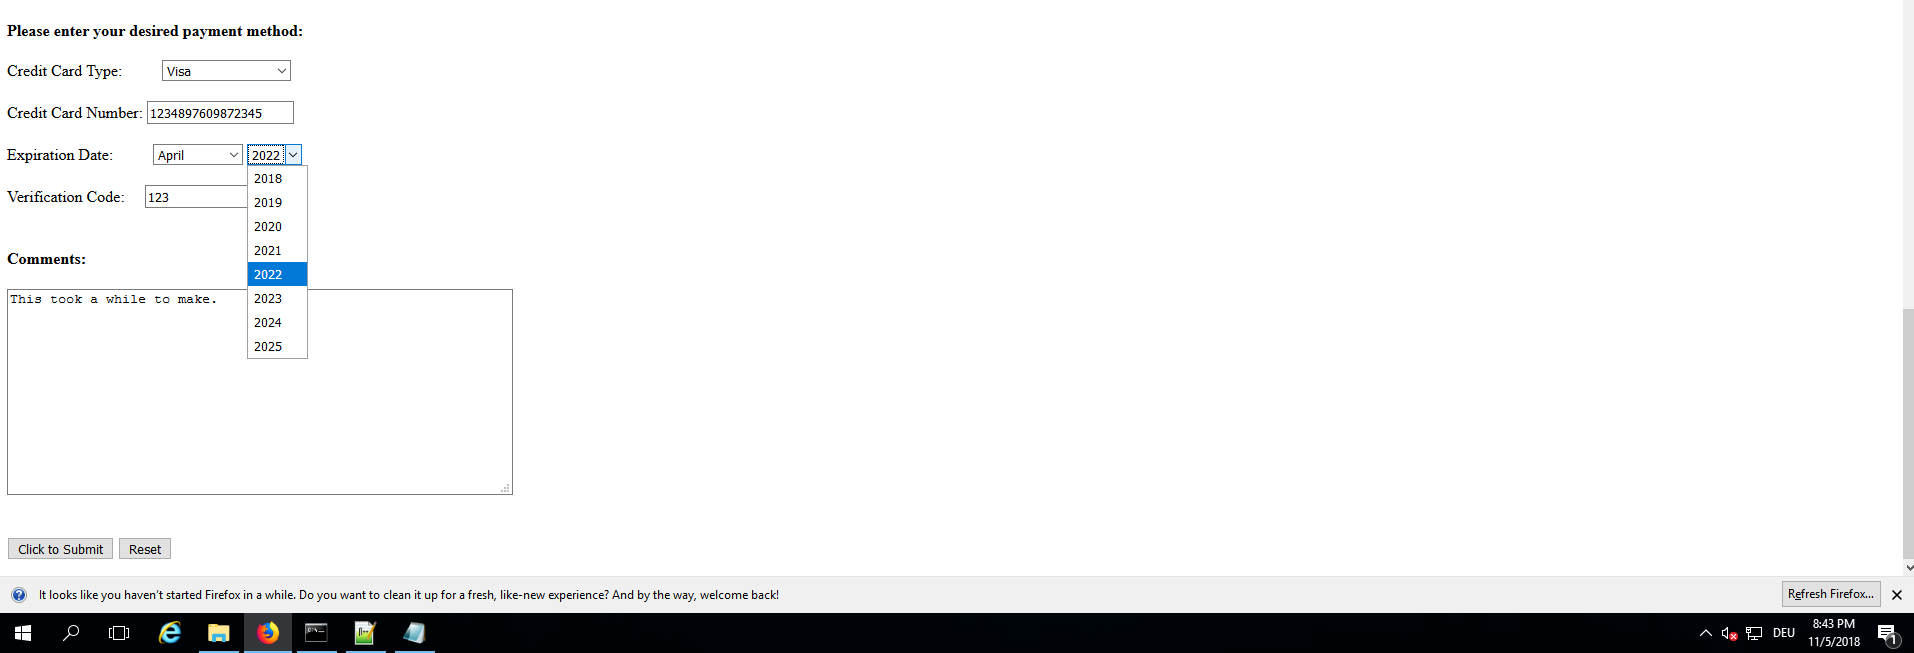 Please enter your desired payment method:
Credit Card Type: Visa
Credit Card Number: 1234897609872345
Expiration Date: April 2022
2018
2019
2020
2021
2022
2023
2024
2025
Verification Code: 123
Comments:
This took a while to make.
Click to Submit Reset
It looks like you haven't started Firefox in a while. Do you want to clean it up for a fresh, like-new experience? And by the way, welcome back! Refresh Firefox...
DEU
8:43 PM
11/5/2018
1